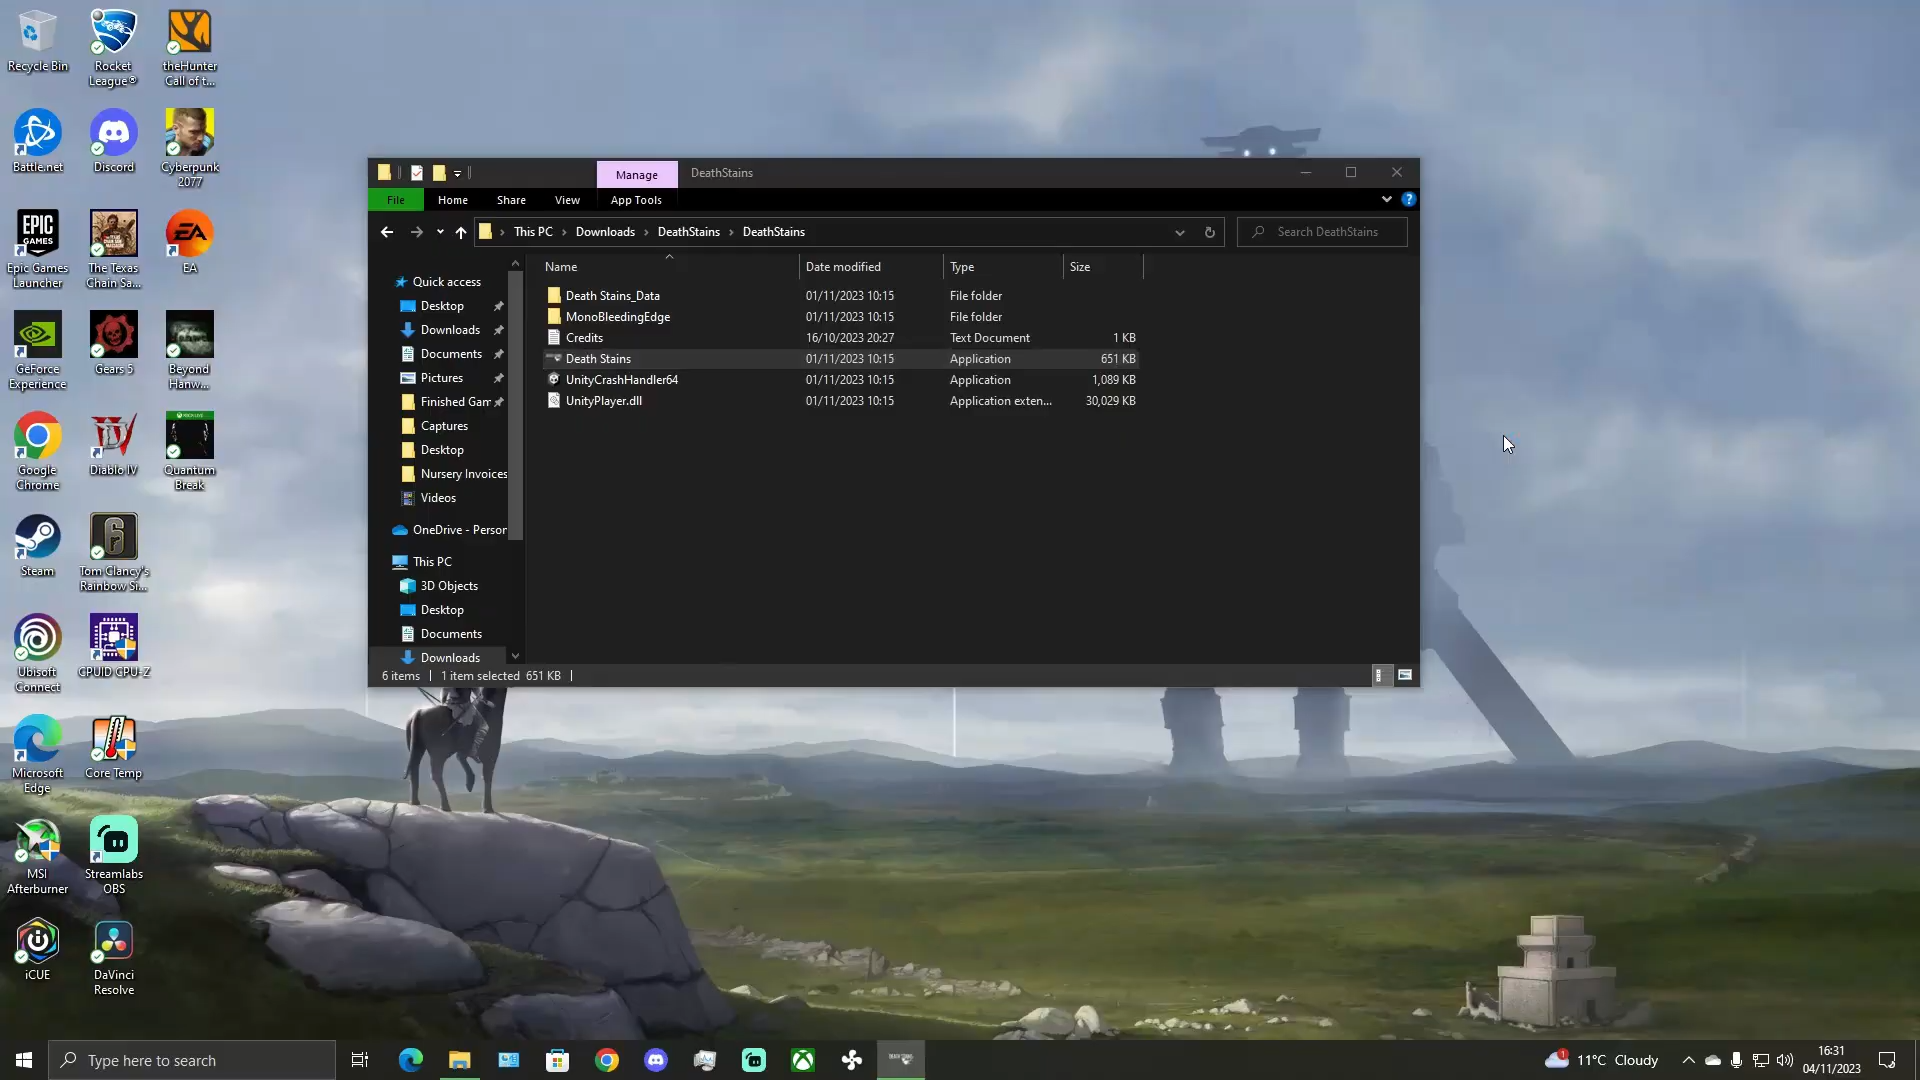 Recycle Bin
Rocket
League®
theHunter
Call of t...
Battle.net
Discord
Cyberpunk
2077
EPIC
GAMES
Epic Games
Launcher
The Texas
Chain Sa...
EA
EA
GeForce
Experience
Gears 5
Beyond
Hanw...
Google
Chrome
Diablo IV
Quantum
Break
Steam
6
Tom Clancy's
Rainbow Si...
Ubisoft
Connect
CPUID CPU-Z
Microsoft
Edge
Core Temp
MSI
Afterburner
Streamlabs
OBS
iCUE
DaVinci
Resolve
Manage
DeathStains
File
Home
Share
View
App Tools
This PC
Downloads
DeathStains
DeathStains
Search DeathStains
Name
Date modified
Type
Size
Death Stains_Data 01/11/2023 10:15 File folder
MonoBleedingEdge 01/11/2023 10:15 File folder
Credits 16/10/2023 20:27 Text Document 1 KB
Death Stains 01/11/2023 10:15 Application 651 KB
UnityCrashHandler64 01/11/2023 10:15 Application 1,089 KB
UnityPlayer.dll 01/11/2023 10:15 Application exten... 30,029 KB
Quick access
Desktop
Downloads
Documents
Pictures
Finished Gam
Captures
Desktop
Nursery Invoices
Videos
OneDrive - Person
This PC
3D Objects
Desktop
Documents
Downloads
6 items
1 item selected 651 KB
Type here to search
1
11°C Cloudy
16:31
04/11/2023